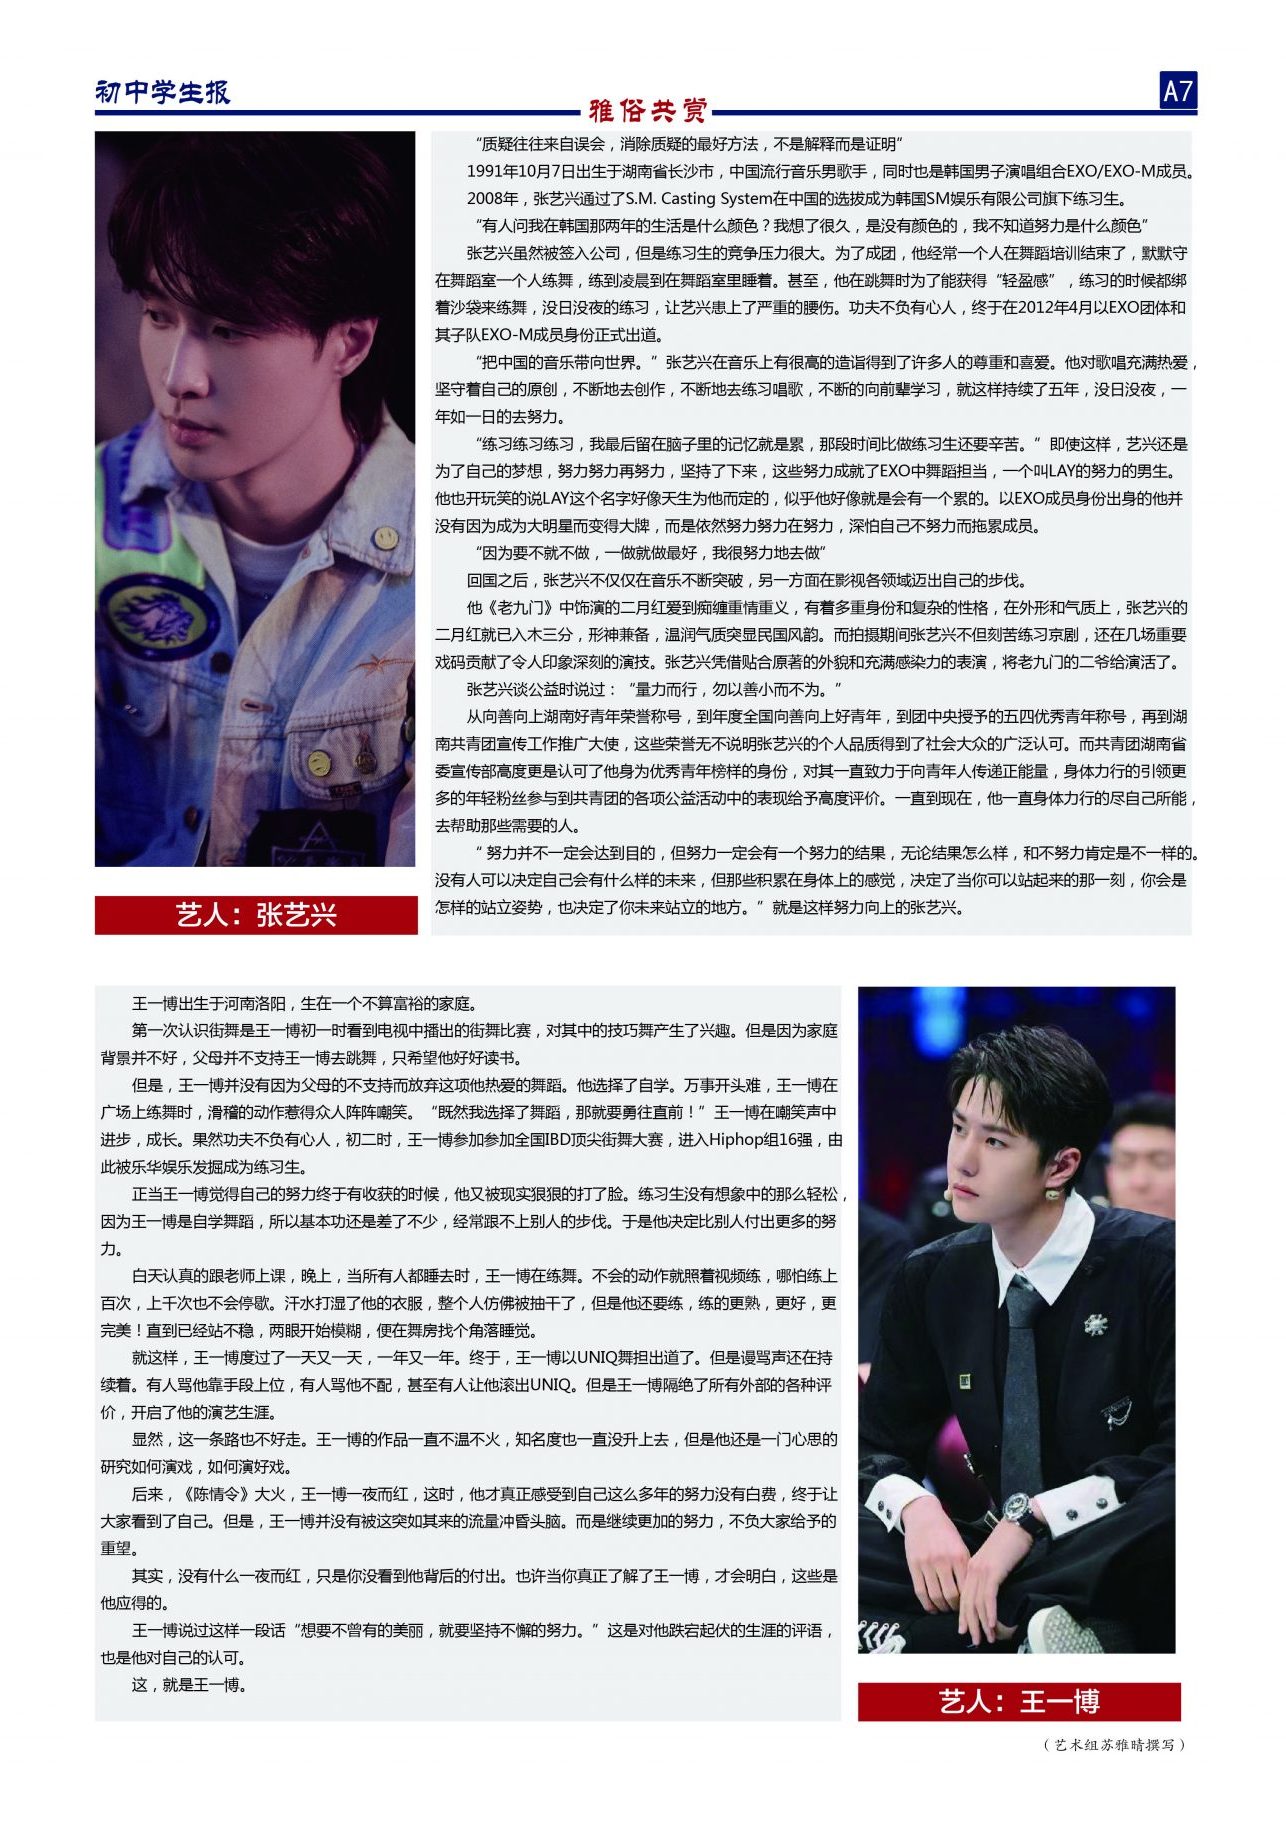 初中学生报
雅俗共赏
A7
“质疑往往来自误会，消除质疑的最好方法，不是解释而是证明”
1991年10月7日出生于湖南省长沙市，中国流行音乐男歌手，同时也是韩国男子演唱组合EXO/EXO-M成员。
2008年，张艺兴通过了S.M. Casting System在中国的选拔成为韩国SM娱乐有限公司旗下练习生。
“有人问我在韩国那两年的生活是什么颜色？我想了很久，是没有颜色的，我不知道努力是什么颜色”
张艺兴虽然被签入公司，但是练习生的竞争压力很大。为了成团，他经常一个人在舞蹈培训结束了，默默守
在舞蹈室一个人练舞，练到凌晨到在舞蹈室里睡着。甚至，他在跳舞时为了能获得“轻盈感”，练习的时候都绑
着沙袋来练舞，没日没夜的练习，让艺兴患上了严重的腰伤。功夫不负有心人，终于在2012年4月以EXO团体和
其子队EXO-M成员身份正式出道。
“把中国的音乐带向世界。”张艺兴在音乐上有很高的造诣得到了许多人的尊重和喜爱。他对歌唱充满热爱，
坚守着自己的原创，不断地去创作，不断地去练习唱歌，不断的向前辈学习，就这样持续了五年，没日没夜，一
年如一日的去努力。
“练习练习练习，我最后留在脑子里的记忆就是累，那段时间比做练习生还要辛苦。”即使这样，艺兴还是
为了自己的梦想，努力努力再努力，坚持了下来，这些努力成就了EXO中舞蹈担当，一个叫LAY的努力的男生。
他也开玩笑的说LAY这个名字好像天生为他而定的，似乎他好像就是会有一个累的。以EXO成员身份出身的他并
没有因为成为大明星而变得大牌，而是依然努力努力在努力，深怕自己不努力而拖累成员。
“因为要不就不做，一做就做最好，我很努力地去做”
回国之后，张艺兴不仅仅在音乐不断突破，另一方面在影视各领域迈出自己的步伐。
他《老九门》中饰演的二月红爱到痴缠重情重义，有着多重身份和复杂的性格，在外形和气质上，张艺兴的
二月红就已入木三分，形神兼备，温润气质突显民国风韵。而拍摄期间张艺兴不但刻苦练习京剧，还在几场重要
戏码贡献了令人印象深刻的演技。张艺兴凭借贴合原著的外貌和充满感染力的表演，将老九门的二爷给演活了。
张艺兴谈公益时说过：“量力而行，勿以善小而不为。”
从向善向上湖南好青年荣誉称号，到年度全国向善向上好青年，到团中央授予的五四优秀青年称号，再到湖
南共青团宣传工作推广大使，这些荣誉无不说明张艺兴的个人品质得到了社会大众的广泛认可。而共青团湖南省
委宣传部高度更是认可了他身为优秀青年榜样的身份，对其一直致力于向青年人传递正能量，身体力行的引领更
多的年轻粉丝参与到共青团的各项公益活动中的表现给予高度评价。一直到现在，他一直身体力行的尽自己所能，
去帮助那些需要的人。
“ 努力并不一定会达到目的，但努力一定会有一个努力的结果，无论结果怎么样，和不努力肯定是不一样的。
没有人可以决定自己会有什么样的未来，但那些积累在身体上的感觉，决定了当你可以站起来的那一刻，你会是
怎样的站立姿势，也决定了你未来站立的地方。”就是这样努力向上的张艺兴。
艺人：张艺兴
王一博出生于河南洛阳，生在一个不算富裕的家庭。
第一次认识街舞是王一博初一时看到电视中播出的街舞比赛，对其中的技巧舞产生了兴趣。但是因为家庭
背景并不好，父母并不支持王一博去跳舞，只希望他好好读书。
但是，王一博并没有因为父母的不支持而放弃这项他热爱的舞蹈。他选择了自学。万事开头难，王一博在
广场上练舞时，滑稽的动作惹得众人阵阵嘲笑。“既然我选择了舞蹈，那就要勇往直前！”王一博在嘲笑声中
进步，成长。果然功夫不负有心人，初二时，王一博参加参加全国IBD顶尖街舞大赛，进入Hiphop组16强，由
此被乐华娱乐发掘成为练习生。
正当王一博觉得自己的努力终于有收获的时候，他又被现实狠狠的打了脸。练习生没有想象中的那么轻松，
因为王一博是自学舞蹈，所以基本功还是差了不少，经常跟不上别人的步伐。于是他决定比别人付出更多的努
力。
白天认真的跟老师上课，晚上，当所有人都睡去时，王一博在练舞。不会的动作就照着视频练，哪怕练上
百次，上千次也不会停歇。汗水打湿了他的衣服，整个人仿佛被抽干了，但是他还要练，练的更熟，更好，更
完美！直到已经站不稳，两眼开始模糊，便在舞房找个角落睡觉。
就这样，王一博度过了一天又一天，一年又一年。终于，王一博以UNIQ舞担出道了。但是谩骂声还在持
续着。有人骂他靠手段上位，有人骂他不配，甚至有人让他滚出UNIQ。但是王一博隔绝了所有外部的各种评
价，开启了他的演艺生涯。
显然，这一条路也不好走。王一博的作品一直不温不火，知名度也一直没升上去，但是他还是一门心思的
研究如何演戏，如何演好戏。
后来，《陈情令》大火，王一博一夜而红，这时，他才真正感受到自己这么多年的努力没有白费，终于让
大家看到了自己。但是，王一博并没有被这突如其来的流量冲昏头脑。而是继续更加的努力，不负大家给予的
重望。
其实，没有什么一夜而红，只是你没看到他背后的付出。也许当你真正了解了王一博，才会明白，这些是
他应得的。
王一博说过这样一段话“想要不曾有的美丽，就要坚持不懈的努力。”这是对他跌宕起伏的生涯的评语，
也是他对自己的认可。
这，就是王一博。
艺人：王一博
（艺术组苏雅晴撰写）